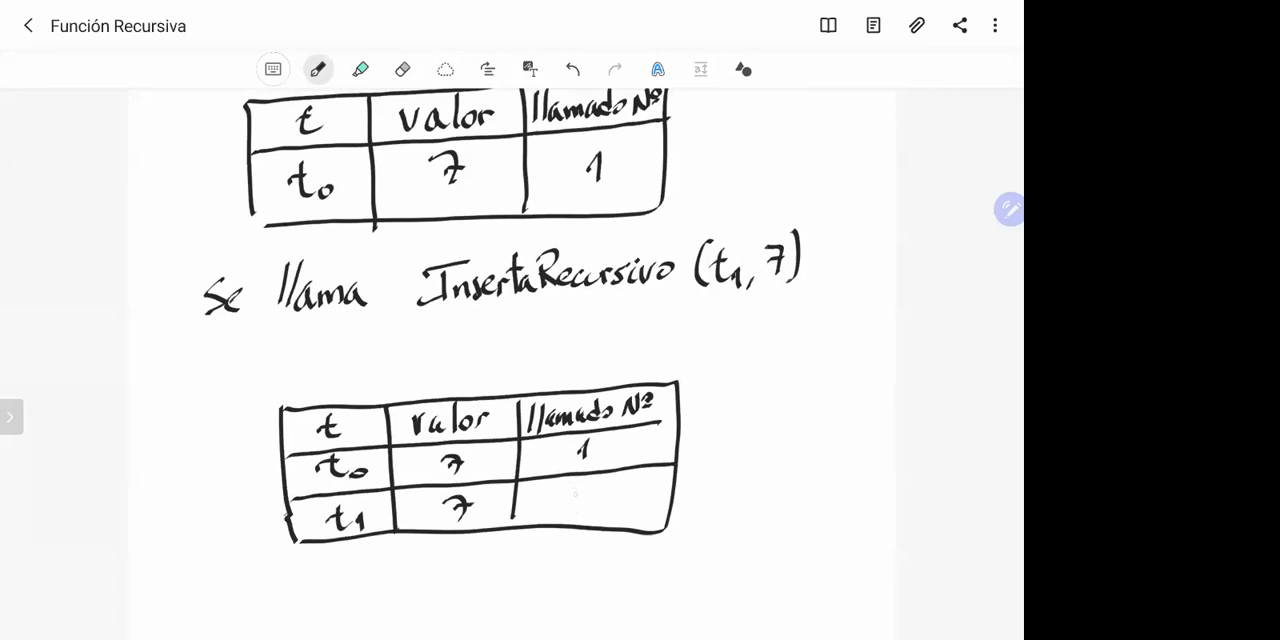 Función Recursiva
t valor llamado Nº
t0 7 1
Se llama InsertaRecursivo (t1, 7)
t valor llamado Nº
t0 7 1
t1 7